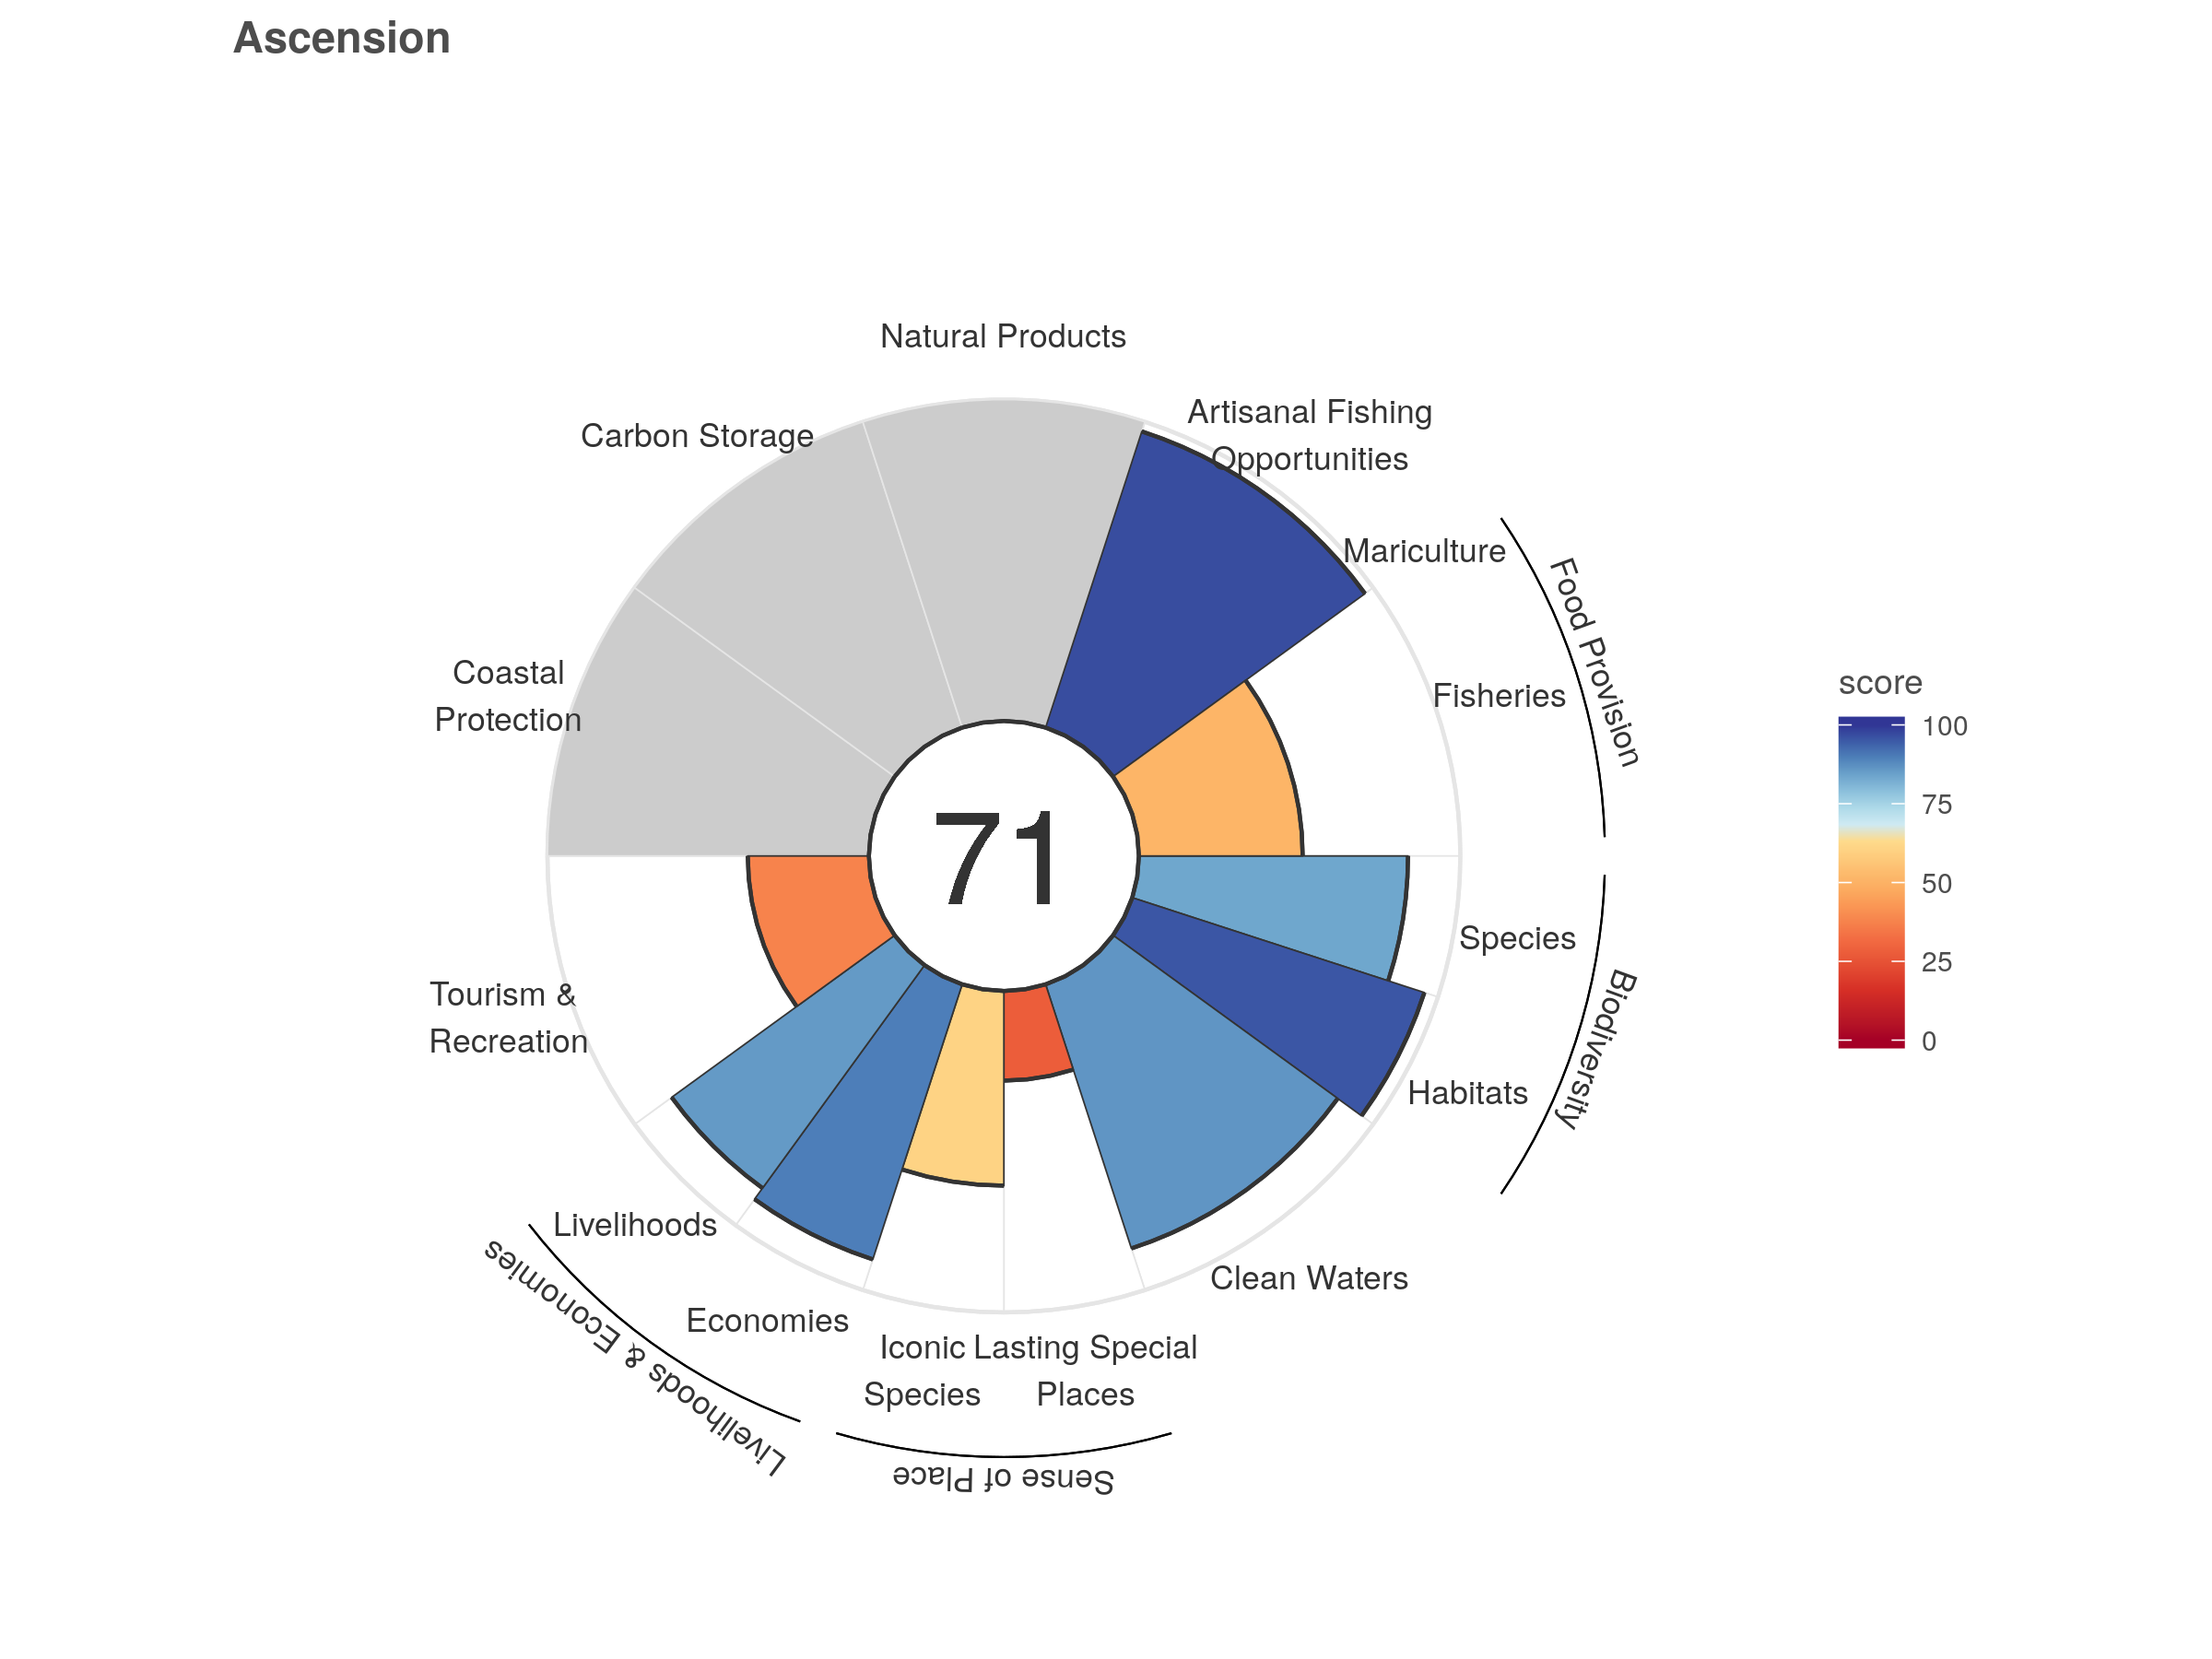 Ascension
Natural Products
Artisanal Fishing
Opportunities
Carbon Storage
Mariculture
Food Provision
Fisheries
Coastal
Protection
score
100
75
50
25
0
71
Species
Biodiversity
Tourism &
Recreation
Habitats
Livelihoods
Clean Waters
Economies
Iconic
Species
Lasting Special
Places
Livelihoods & Economies
Sense of Place